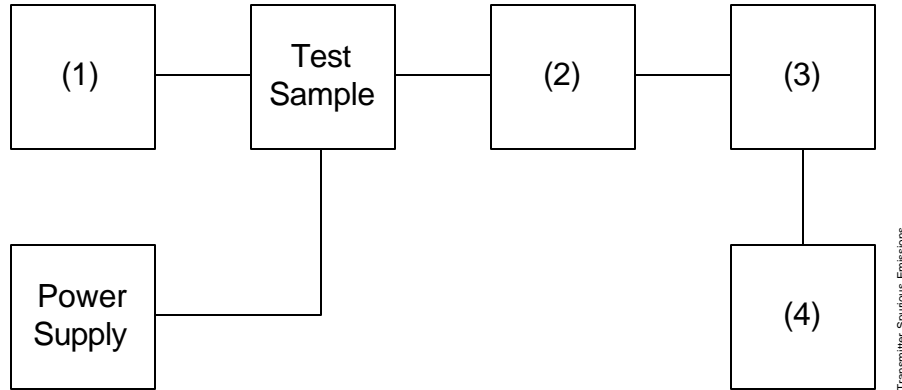 (1)
Test
Sample
(2)
(3)
Power
Supply
(4)
Transmitter Spurious Emissions